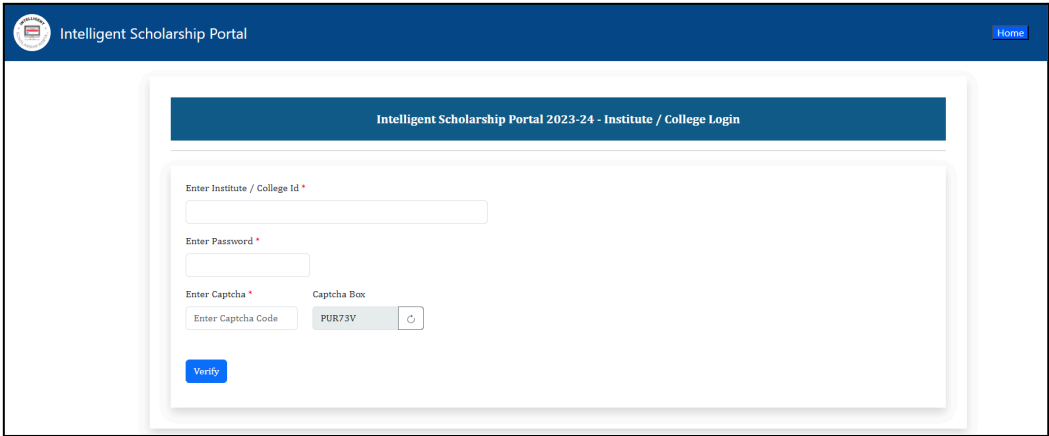 INTELLIGENT
Intelligent Scholarship Portal
Home
Intelligent Scholarship Portal 2023-24 - Institute / College Login
Enter Institute / College Id *
Enter Password *
Enter Captcha * Captcha Box
Enter Captcha Code PUR73V
Verify